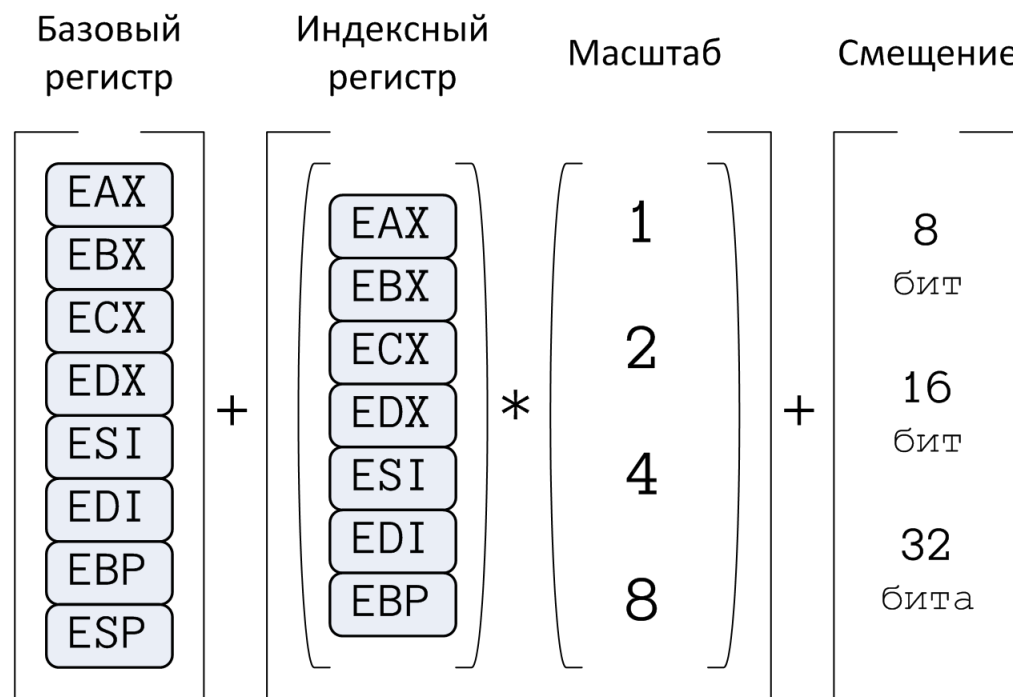 Базовый
регистр
Индексный
регистр
Масштаб
Смещение
EAX
EBX
ECX
EDX
ESI
EDI
EBP
ESP
+
EAX
EBX
ECX
EDX
ESI
EDI
EBP
*
1
2
4
8
+
8
бит
16
бит
32
бита